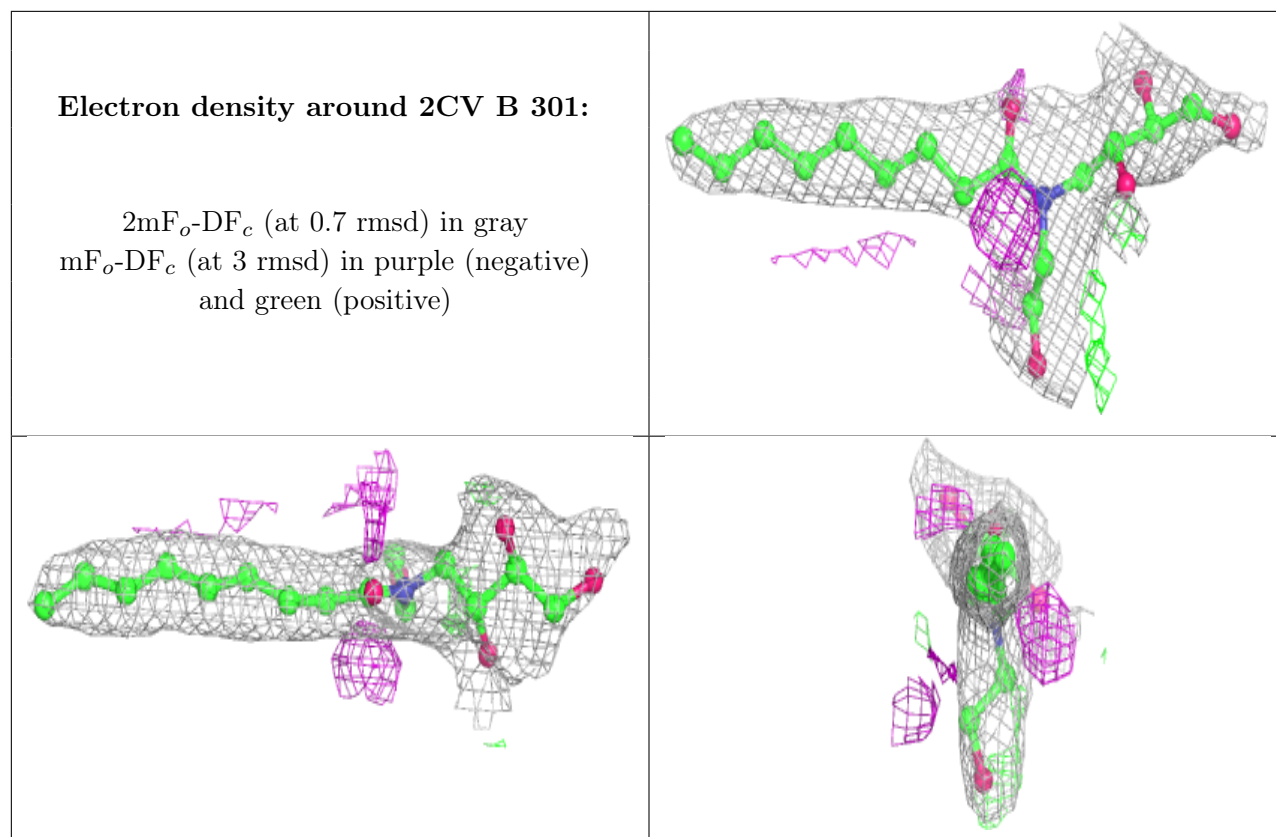 Electron density around 2CV B 301:
2mFₒ-DF𝑐 (at 0.7 rmsd) in gray
mFₒ-DF𝑐 (at 3 rmsd) in purple (negative)
and green (positive)